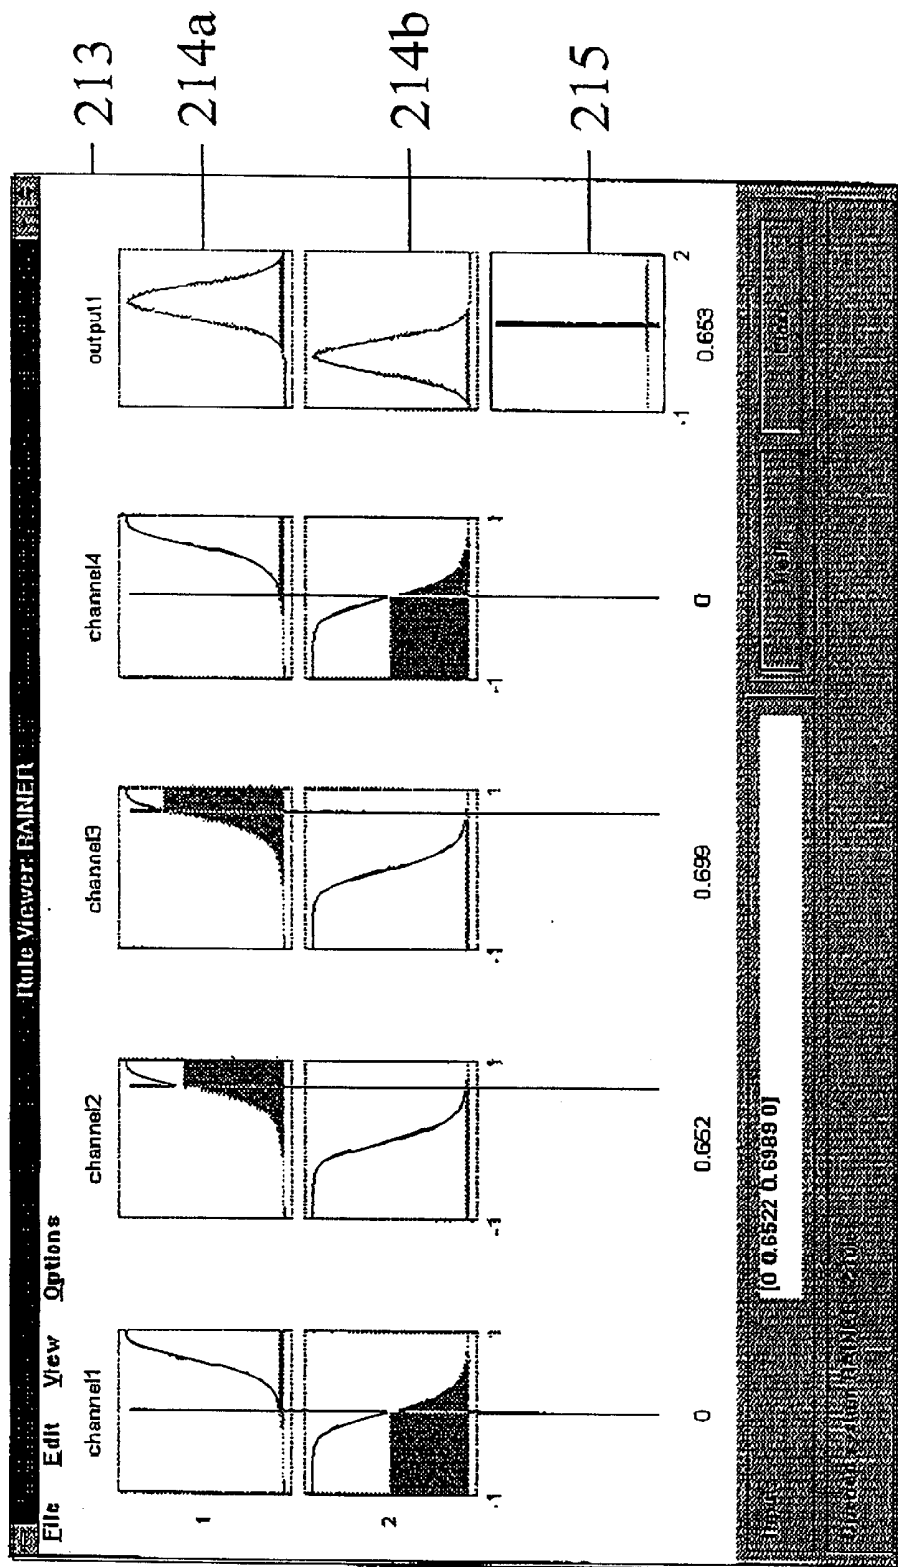 Rule Viewer: RAINER
File Edit View Options
channel1 channel2 channel3 channel4 output1
1
2
-1 1 -1 1 -1 1 -1 1
-1 2
0 0.652 0.699 0 0.653
[0 0.6522 0.6989 0]
213
214a
214b
215